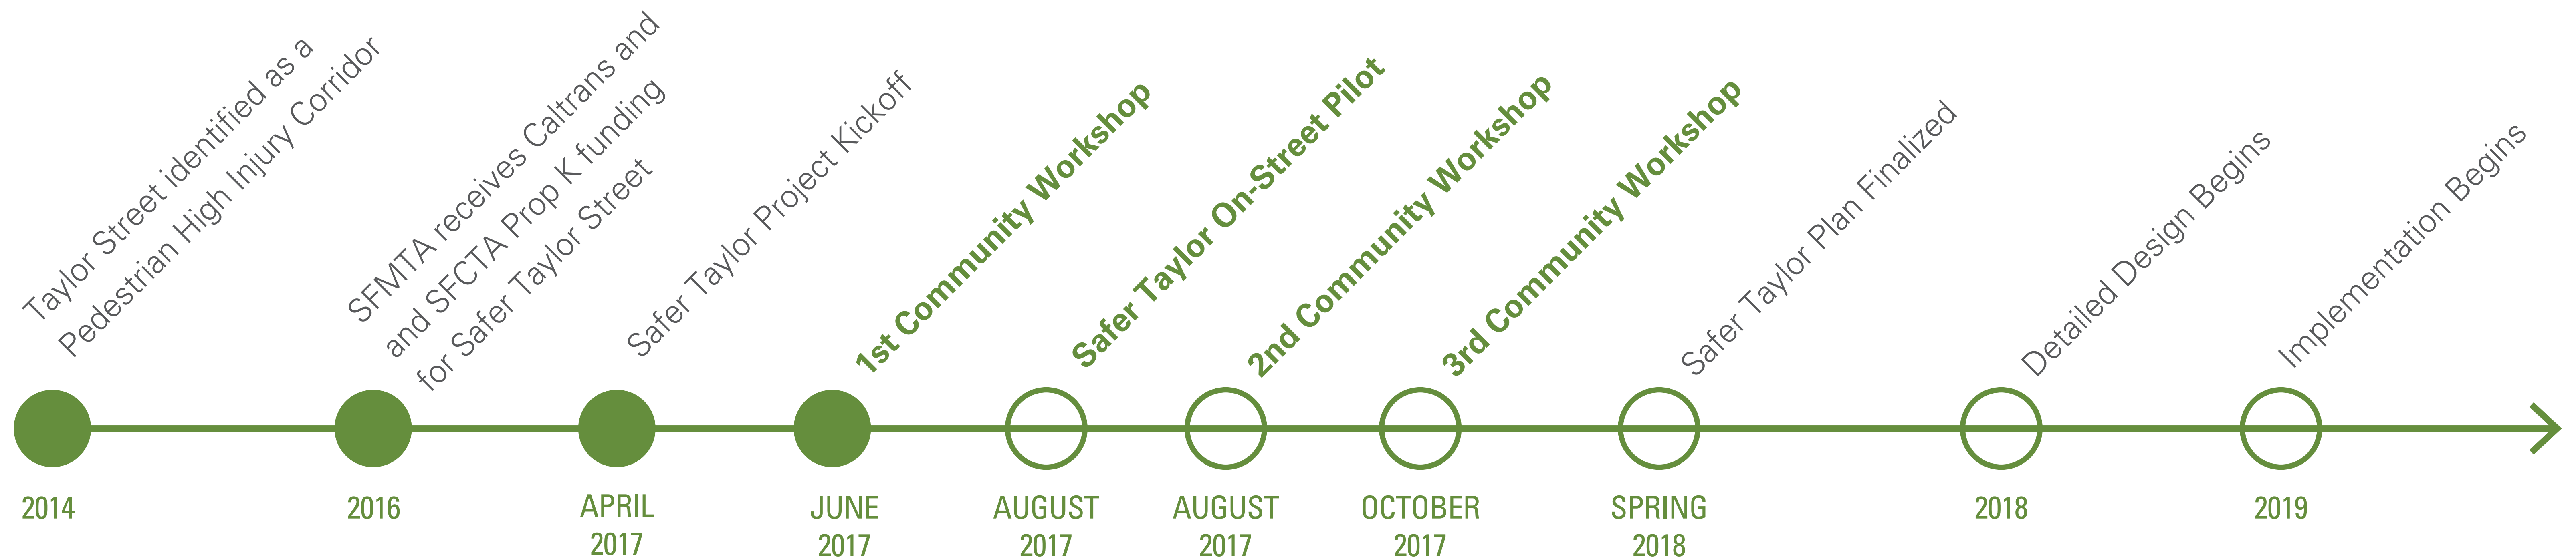 Taylor Street identified as a
Pedestrian High Injury Corridor
SFMTA receives Caltrans and
and SFCTA Prop K funding
for Safer Taylor Street
Safer Taylor Project Kickoff
1st Community Workshop
Safer Taylor On-Street Pilot
2nd Community Workshop
3rd Community Workshop
Safer Taylor Plan Finalized
Detailed Design Begins
Implementation Begins
2014
2016
APRIL
2017
JUNE
2017
AUGUST
2017
AUGUST
2017
OCTOBER
2017
SPRING
2018
2018
2019